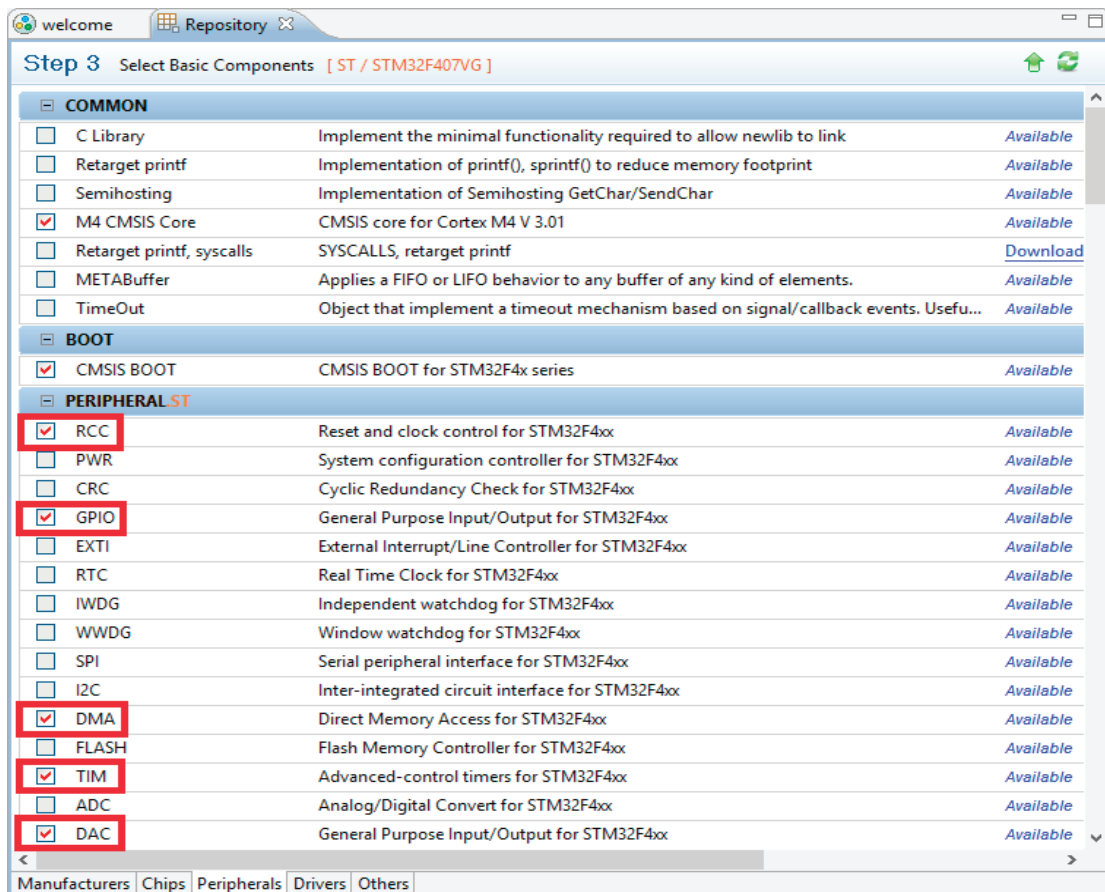 welcome Repository
Step 3 Select Basic Components [ ST / STM32F407VG ]
COMMON
C Library Implement the minimal functionality required to allow newlib to link Available
Retarget printf Implementation of printf(), sprintf() to reduce memory footprint Available
Semihosting Implementation of Semihosting GetChar/SendChar Available
M4 CMSIS Core CMSIS core for Cortex M4 V 3.01 Available
Retarget printf, syscalls SYSCALLS, retarget printf Download
METABuffer Applies a FIFO or LIFO behavior to any buffer of any kind of elements. Available
TimeOut Object that implement a timeout mechanism based on signal/callback events. Usefu... Available
BOOT
CMSIS BOOT CMSIS BOOT for STM32F4x series Available
PERIPHERAL.ST
RCC Reset and clock control for STM32F4xx Available
PWR System configuration controller for STM32F4xx Available
CRC Cyclic Redundancy Check for STM32F4xx Available
GPIO General Purpose Input/Output for STM32F4xx Available
EXTI External Interrupt/Line Controller for STM32F4xx Available
RTC Real Time Clock for STM32F4xx Available
IWDG Independent watchdog for STM32F4xx Available
WWDG Window watchdog for STM32F4xx Available
SPI Serial peripheral interface for STM32F4xx Available
I2C Inter-integrated circuit interface for STM32F4xx Available
DMA Direct Memory Access for STM32F4xx Available
FLASH Flash Memory Controller for STM32F4xx Available
TIM Advanced-control timers for STM32F4xx Available
ADC Analog/Digital Convert for STM32F4xx Available
DAC General Purpose Input/Output for STM32F4xx Available
Manufacturers Chips Peripherals Drivers Others